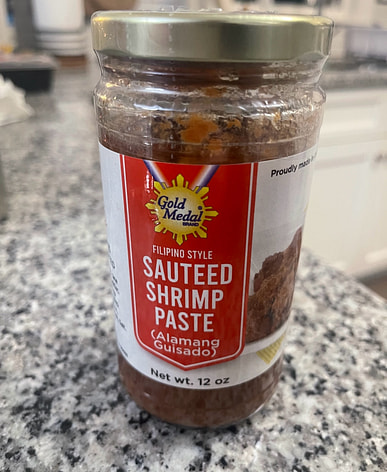 Proudly made in
Gold
Medal
BRAND
FILIPINO STYLE
SAUTEED
SHRIMP
PASTE
(Alamang
Guisado)
Net wt. 12 oz